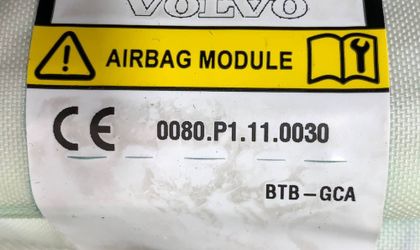 VOLVO
AIRBAG MODULE
CE 0080.P1.11.0030
BTB-GCA